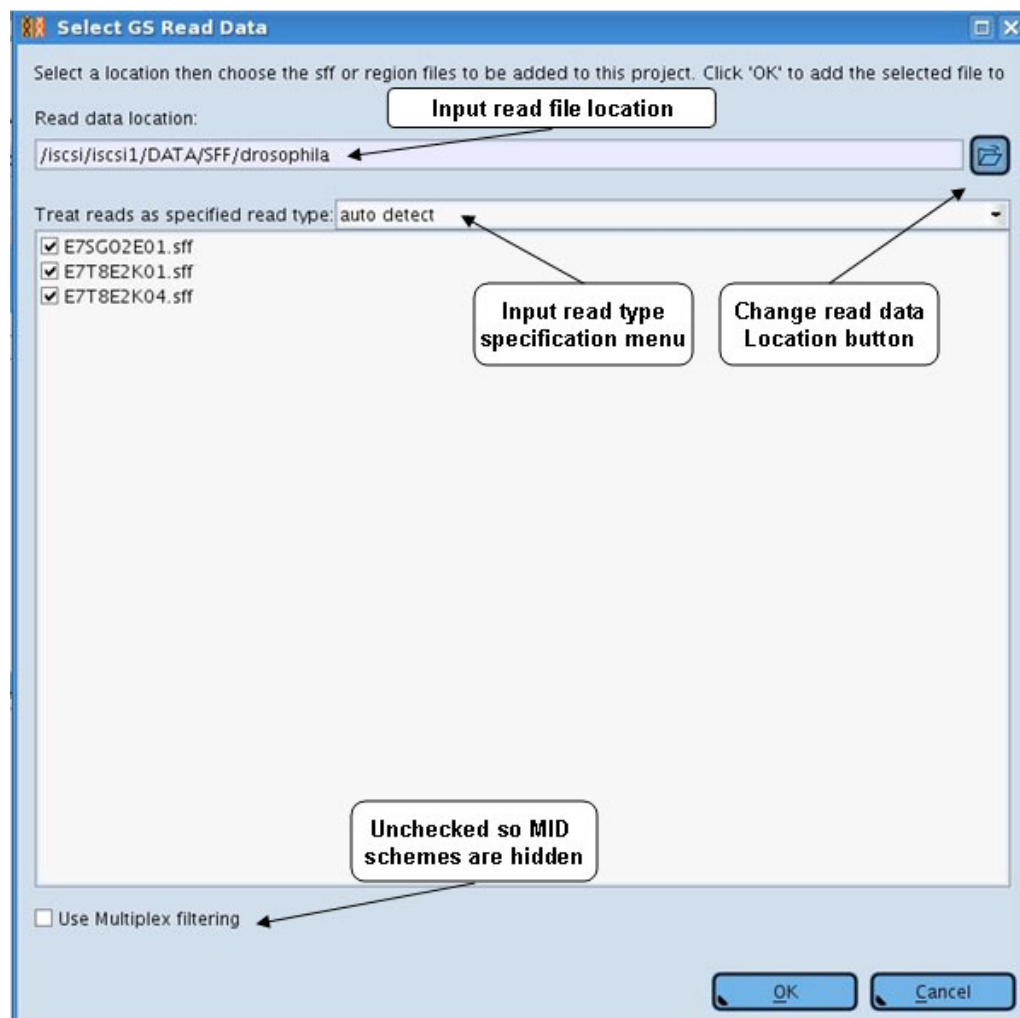 Select GS Read Data
Select a location then choose the sff or region files to be added to this project. Click 'OK' to add the selected file to
Input read file location
Read data location:
/iscsi/iscsi1/DATA/SFF/drosophila
Treat reads as specified read type: auto detect
E7SGO2E01.sff
E7T8E2K01.sff
E7T8E2K04.sff
Input read type
specification menu
Change read data
Location button
Unchecked so MID
schemes are hidden
Use Multiplex filtering
OK
Cancel